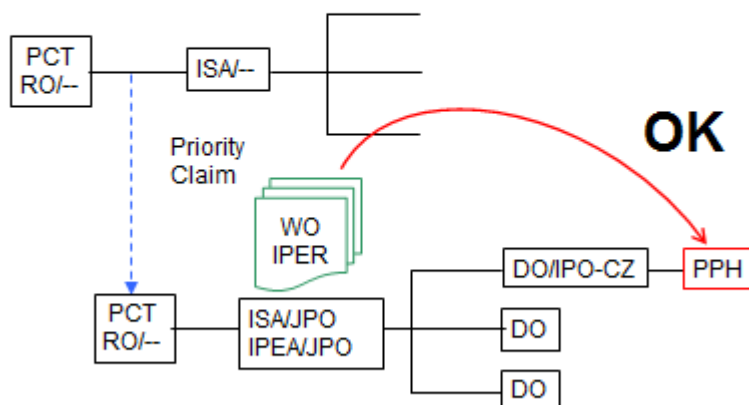 PCT
RO/--
ISA/--
OK
Priority
Claim
WO
IPER
DO/IPO-CZ
PPH
PCT
RO/--
ISA/JPO
IPEA/JPO
DO
DO